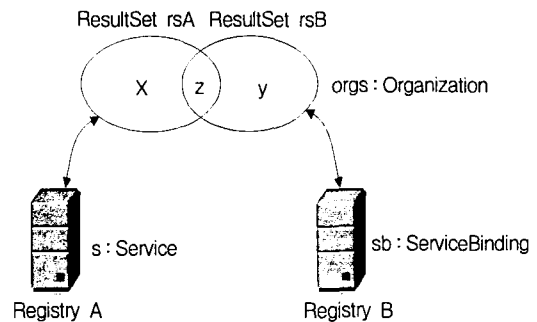 ResultSet rsA ResultSet rsB
X z y orgs : Organization
s : Service
sb : ServiceBinding
Registry A Registry B